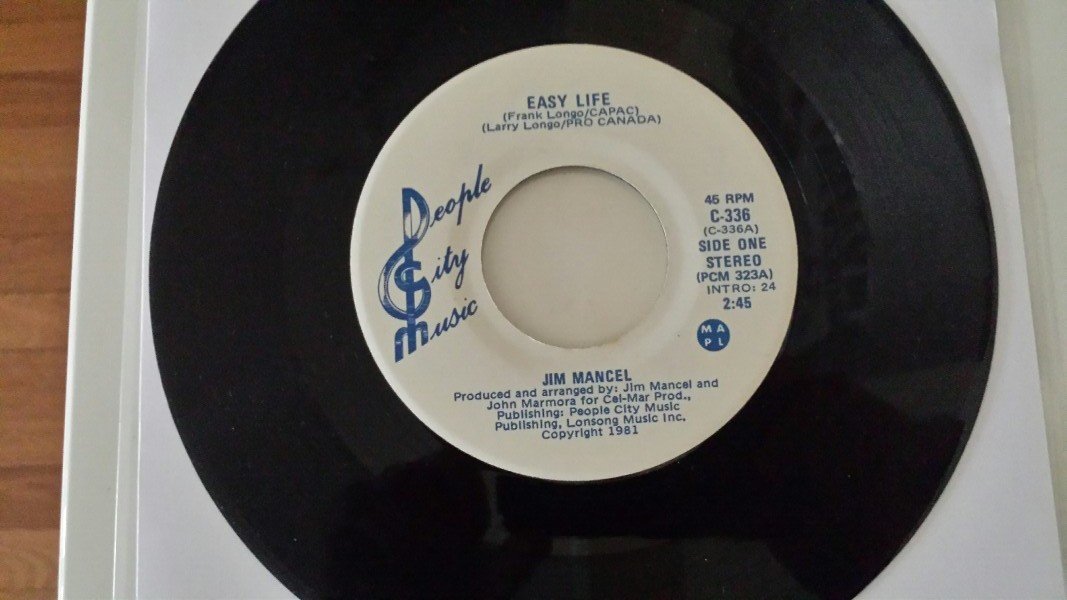 EASY LIFE
(Frank Longo/CAPAC)
(Larry Longo/PRO CANADA)
People
City
Music
45 RPM
C-336
(C-336A)
SIDE ONE
STEREO
(PCM 323A)
INTRO: 24
2:45
M A
P L
JIM MANCEL
Produced and arranged by: Jim Mancel and
John Marmora for Cel-Mar Prod.,
Publishing: People City Music
Publishing, Lonsong Music Inc.
Copyright 1981